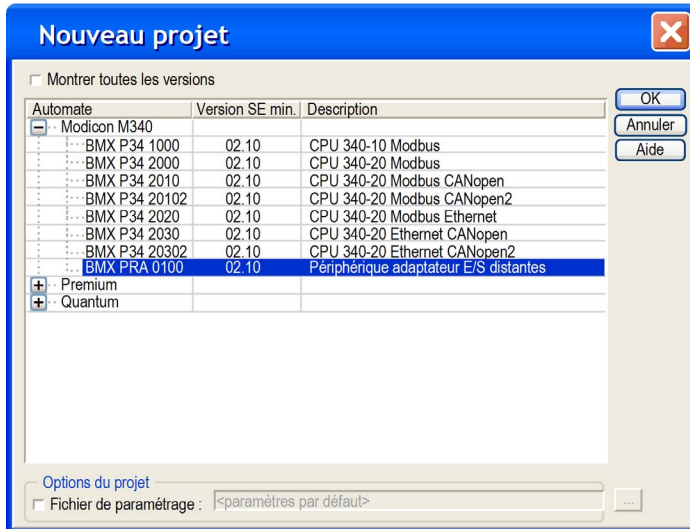 Nouveau projet
Montrer toutes les versions
OK
Annuler
Aide
Automate Version SE min. Description
Modicon M340
BMX P34 1000 02.10 CPU 340-10 Modbus
BMX P34 2000 02.10 CPU 340-20 Modbus
BMX P34 2010 02.10 CPU 340-20 Modbus CANopen
BMX P34 20102 02.10 CPU 340-20 Modbus CANopen2
BMX P34 2020 02.10 CPU 340-20 Modbus Ethernet
BMX P34 2030 02.10 CPU 340-20 Ethernet CANopen
BMX P34 20302 02.10 CPU 340-20 Ethernet CANopen2
BMX PRA 0100 02.10 Périphérique adaptateur E/S distantes
Premium
Quantum
Options du projet
Fichier de paramétrage : <paramètres par défaut> ...